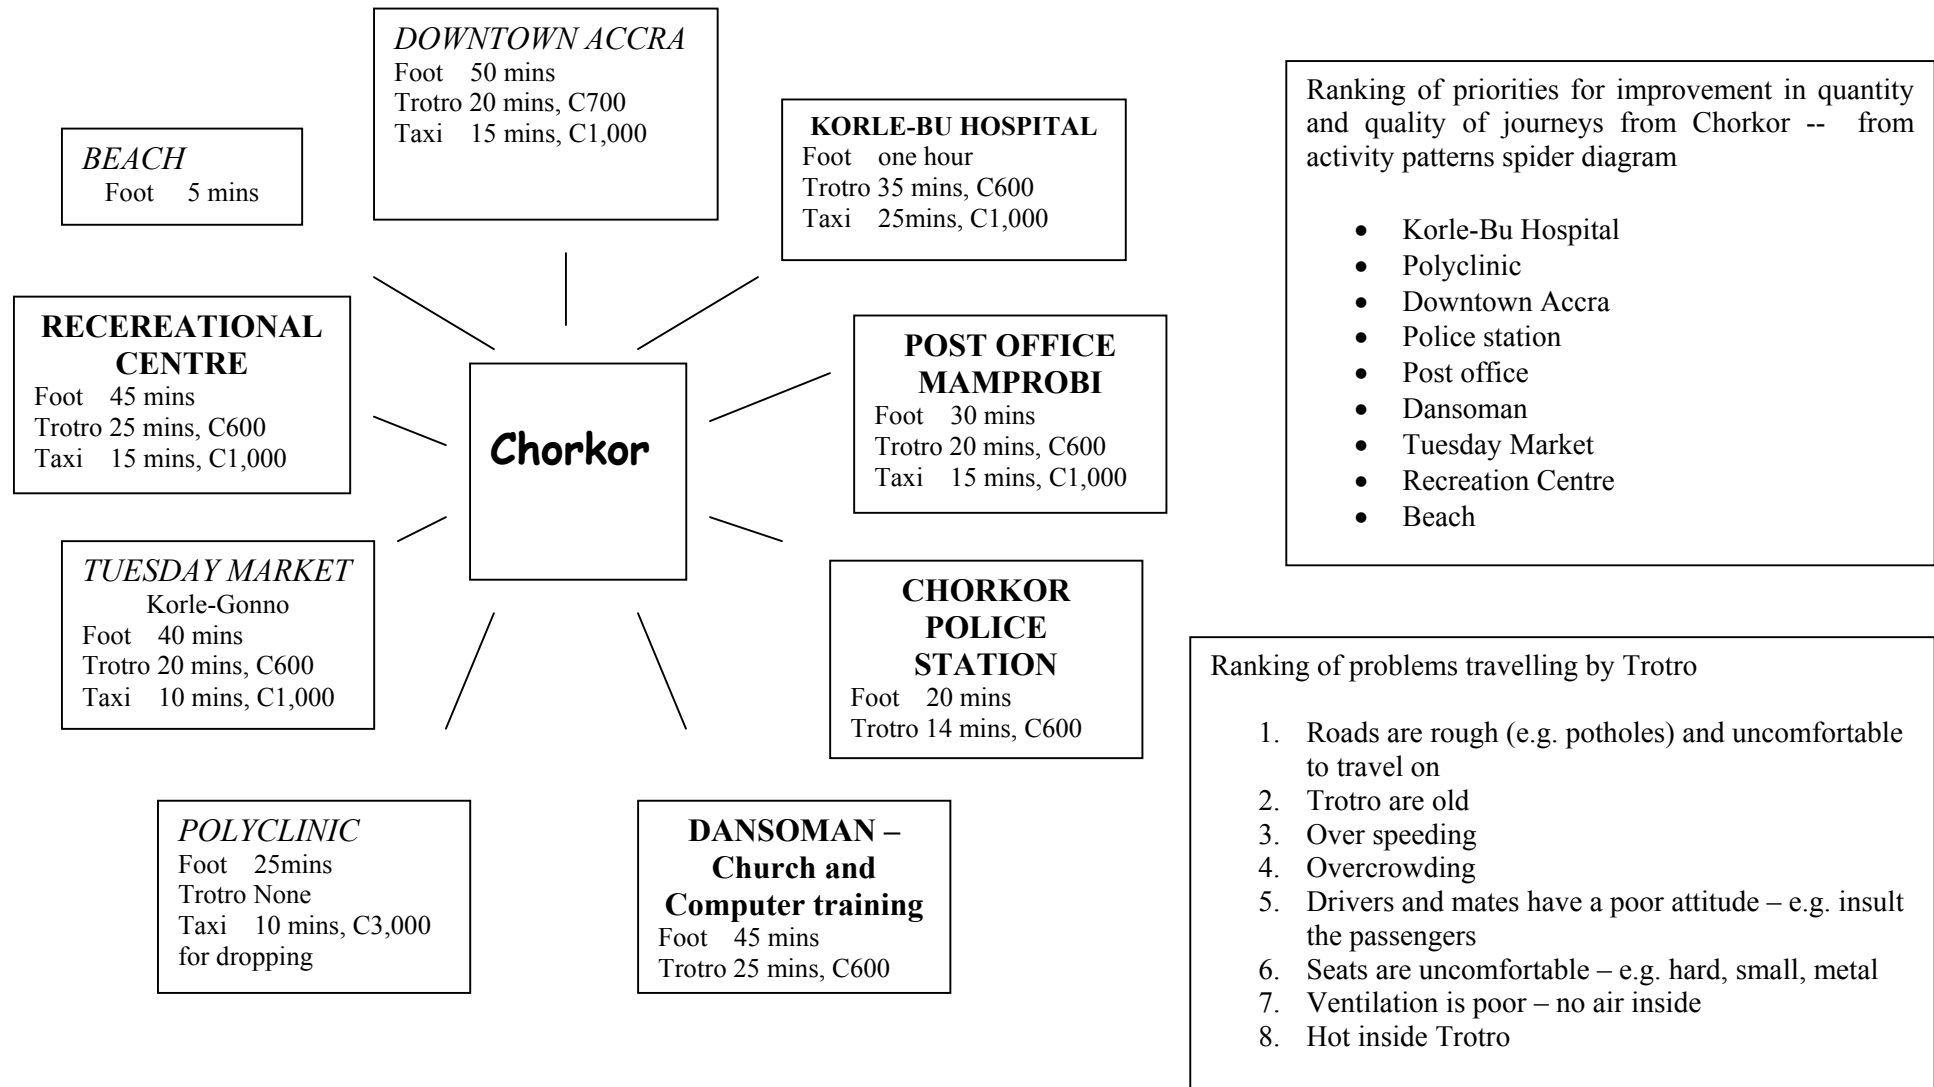 DOWNTOWN ACCRA
Foot 50 mins
Trotro 20 mins, C700
Taxi 15 mins, C1,000
BEACH
Foot 5 mins
KORLE-BU HOSPITAL
Foot one hour
Trotro 35 mins, C600
Taxi 25mins, C1,000
RECEREATIONAL
CENTRE
Foot 45 mins
Trotro 25 mins, C600
Taxi 15 mins, C1,000
Chorkor
POST OFFICE
MAMPROBI
Foot 30 mins
Trotro 20 mins, C600
Taxi 15 mins, C1,000
TUESDAY MARKET
Korle-Gonno
Foot 40 mins
Trotro 20 mins, C600
Taxi 10 mins, C1,000
CHORKOR
POLICE
STATION
Foot 20 mins
Trotro 14 mins, C600
POLYCLINIC
Foot 25mins
Trotro None
Taxi 10 mins, C3,000
for dropping
DANSOMAN –
Church and
Computer training
Foot 45 mins
Trotro 25 mins, C600
Ranking of priorities for improvement in quantity
and quality of journeys from Chorkor -- from
activity patterns spider diagram
• Korle-Bu Hospital
• Polyclinic
• Downtown Accra
• Police station
• Post office
• Dansoman
• Tuesday Market
• Recreation Centre
• Beach
Ranking of problems travelling by Trotro
1. Roads are rough (e.g. potholes) and uncomfortable
to travel on
2. Trotro are old
3. Over speeding
4. Overcrowding
5. Drivers and mates have a poor attitude – e.g. insult
the passengers
6. Seats are uncomfortable – e.g. hard, small, metal
7. Ventilation is poor – no air inside
8. Hot inside Trotro